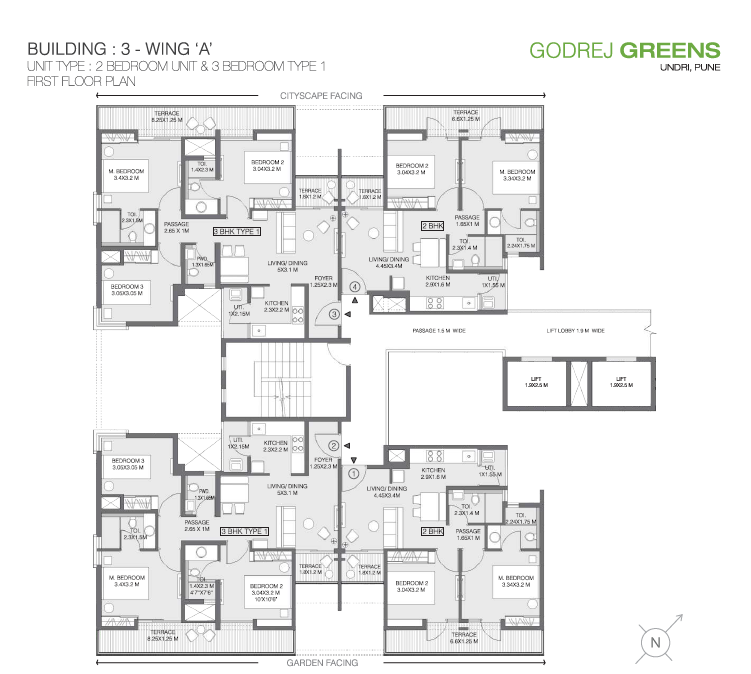 BUILDING : 3 - WING ‘A’
UNIT TYPE : 2 BEDROOM UNIT & 3 BEDROOM TYPE 1
FIRST FLOOR PLAN
GODREJ GREENS
UNDRI, PUNE
CITYSCAPE FACING
TERRACE
8.25X1.25 M
TERRACE
6.6X1.25 M
M. BEDROOM
3.4X3.2 M
TOI.
1.4X2.3 M
BEDROOM 2
3.04X3.2 M
BEDROOM 2
3.04X3.2 M
M. BEDROOM
3.34X3.2 M
TERRACE
1.8X1.2 M
TERRACE
1.8X1.2 M
TOI.
2.3X1.5M
PASSAGE
2.65 X 1M
3 BHK TYPE 1
2 BHK
PASSAGE
1.65X1 M
TOI.
2.3X1.4 M
TOI.
2.24X1.75 M
PWD.
1.3X1.65M
LIVING/ DINING
5X3.1 M
LIVING/ DINING
4.45X3.4M
BEDROOM 3
3.05X3.05 M
FOYER
1.25X2.3 M
KITCHEN
2.9X1.6 M
UTI.
1X1.55 M
UTI.
1X2.15M
KITCHEN
2.3X2.2 M
4
3
PASSAGE 1.5 M WIDE
LIFT LOBBY 1.9 M WIDE
LIFT
1.9X2.5 M
LIFT
1.9X2.5 M
UTI.
1X2.15M
KITCHEN
2.3X2.2 M
2
1
FOYER
1.25X2.3 M
BEDROOM 3
3.05X3.05 M
KITCHEN
2.9X1.6 M
UTI.
1X1.55 M
PWD.
1.3X1.65M
LIVING/ DINING
5X3.1 M
LIVING/ DINING
4.45X3.4M
TOI.
2.3X1.4 M
TOI.
2.24X1.75 M
PASSAGE
2.65 X 1M
3 BHK TYPE 1
2 BHK
PASSAGE
1.65X1 M
TOI.
2.3X1.5M
TERRACE
1.8X1.2 M
TERRACE
1.8X1.2 M
M. BEDROOM
3.4X3.2 M
TOI.
1.4X2.3 M
4'7"X7'6"
BEDROOM 2
3.04X3.2 M
10'X10'6"
BEDROOM 2
3.04X3.2 M
M. BEDROOM
3.34X3.2 M
TERRACE
8.25X1.25 M
TERRACE
6.6X1.25 M
GARDEN FACING
N